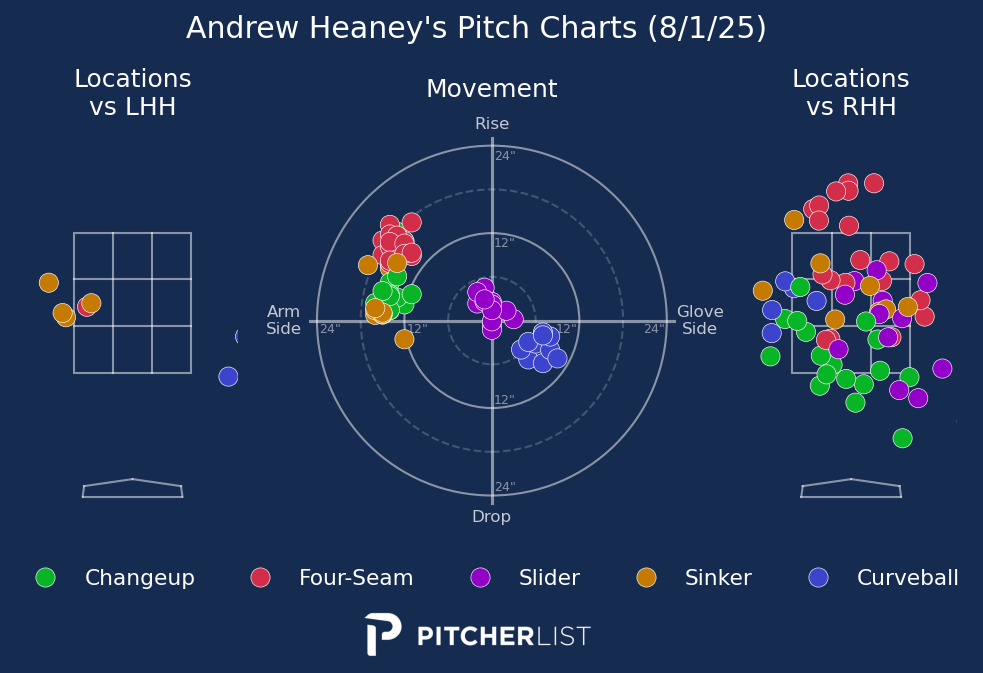 Andrew Heaney's Pitch Charts (8/1/25)
Locations
vs LHH
Movement
Locations
vs RHH
Rise
24"
12"
Arm
Side
24"
12"
12"
24"
Glove
Side
12"
24"
Drop
Changeup
Four-Seam
Slider
Sinker
Curveball
PITCHERLIST